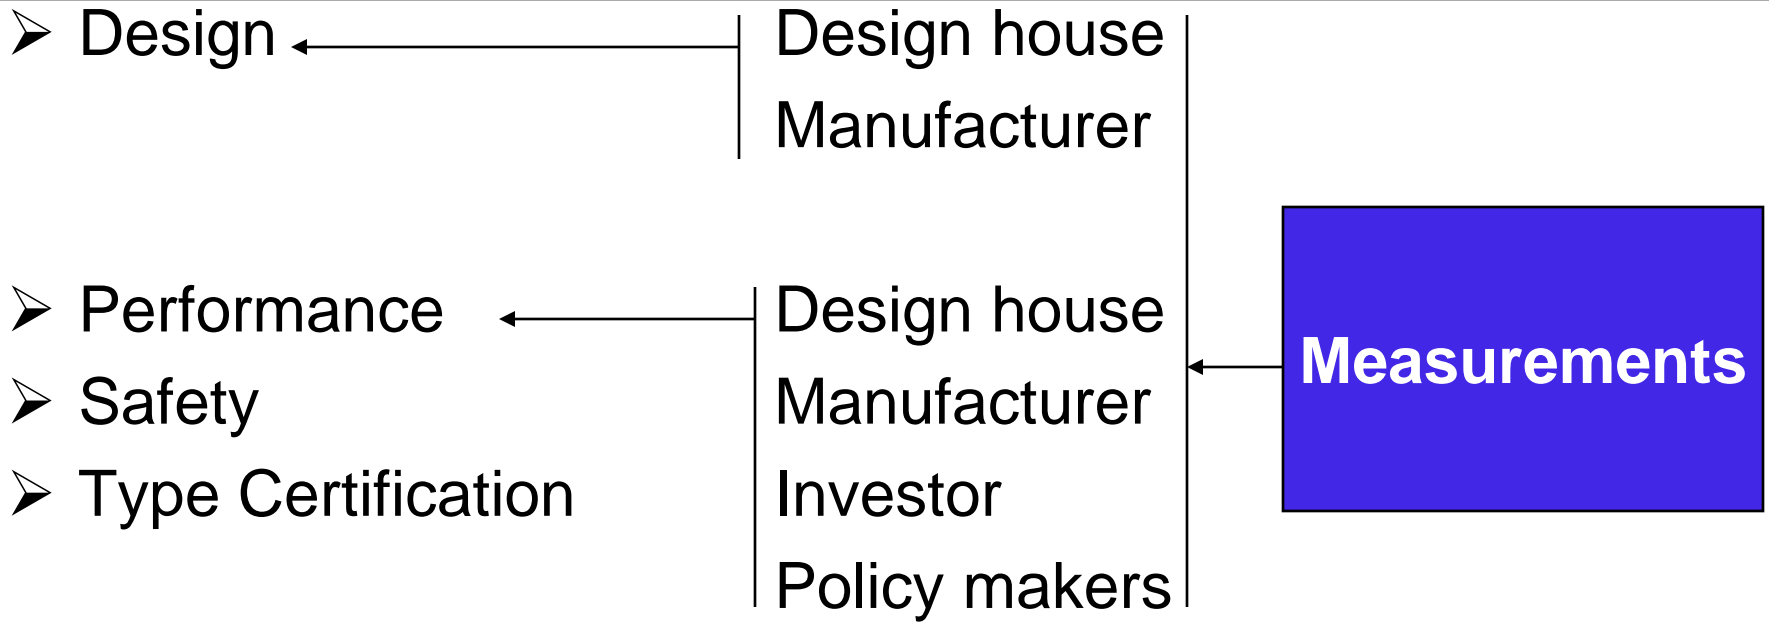 Design
Design house
Manufacturer
Performance
Design house
Safety
Manufacturer
Type Certification
Investor
Policy makers
Measurements